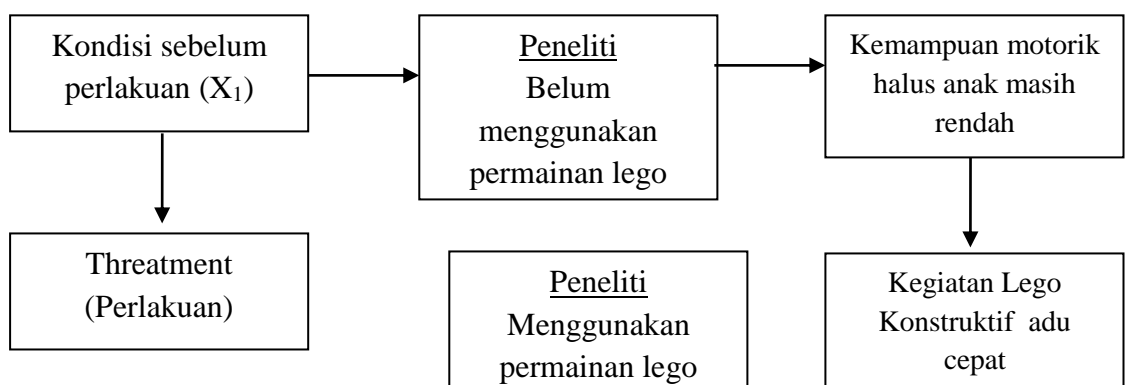 Kondisi sebelum
perlakuan (X₁)
Peneliti
Belum
menggunakan
permainan lego
Kemampuan motorik
halus anak masih
rendah
Threatment
(Perlakuan)
Peneliti
Menggunakan
permainan lego
Kegiatan Lego
Konstruktif adu
cepat